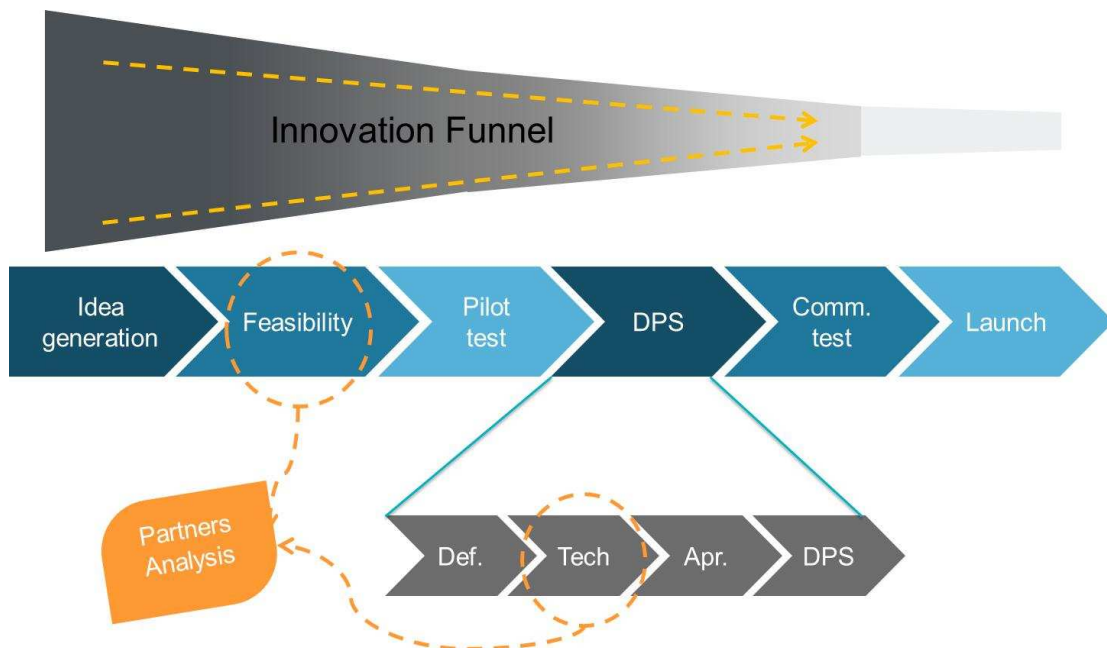 Innovation Funnel
Idea
generation
Feasibility
Pilot
test
DPS
Comm.
test
Launch
Partners
Analysis
Def.
Tech
Apr.
DPS